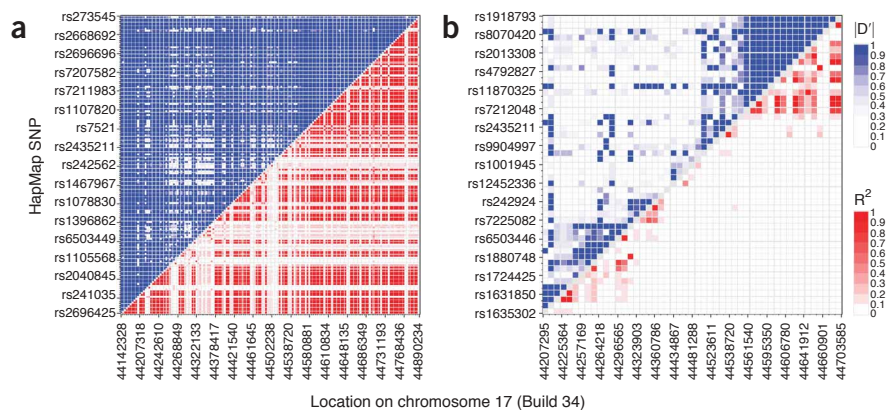 a
HapMap SNP
rs273545
rs2668692
rs2696696
rs7207582
rs7211983
rs1107820
rs7521
rs2435211
rs242562
rs1467967
rs1078830
rs1396862
rs6503449
rs1105568
rs2040845
rs241035
rs2696425
44142328
44207318
44242610
44268849
44322133
44378417
44421540
44461645
44502238
44538720
44580881
44610834
44648135
44686349
44731193
44768436
44890234
b
rs1918793
rs8070420
rs2013308
rs4792827
rs11870325
rs7212048
rs2435211
rs9904997
rs1001945
rs12452336
rs242924
rs7225082
rs6503446
rs1880748
rs1724425
rs1631850
rs1635302
44207295
44225364
44257169
44264218
44296565
44323903
44360786
44434867
44481288
44523611
44538720
44561540
44595350
44606780
44641912
44660901
44703585
|D′|
1
0.9
0.8
0.7
0.6
0.5
0.4
0.3
0.2
0.1
0
R²
1
0.9
0.8
0.7
0.6
0.5
0.4
0.3
0.2
0.1
0
Location on chromosome 17 (Build 34)